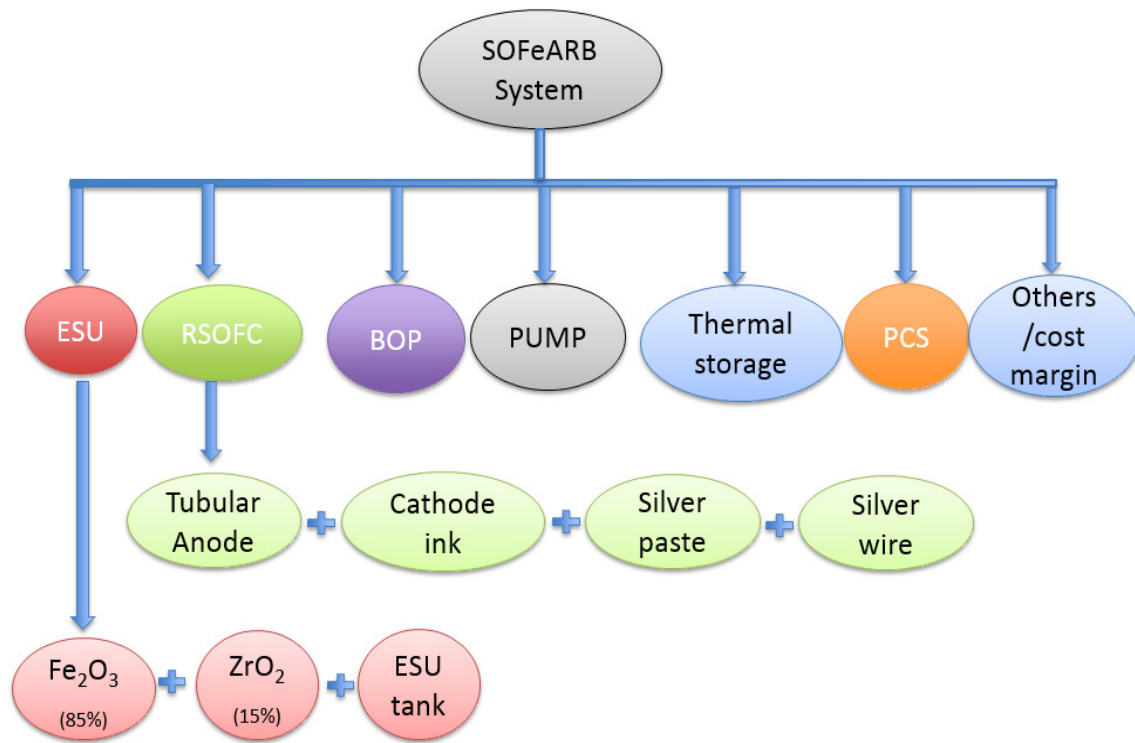 SOFeARB
System
ESU
RSOFC
BOP
PUMP
Thermal
storage
PCS
Others
/cost
margin
Tubular
Anode
Cathode
ink
Silver
paste
Silver
wire
Fe₂O₃
(85%)
ZrO₂
(15%)
ESU
tank